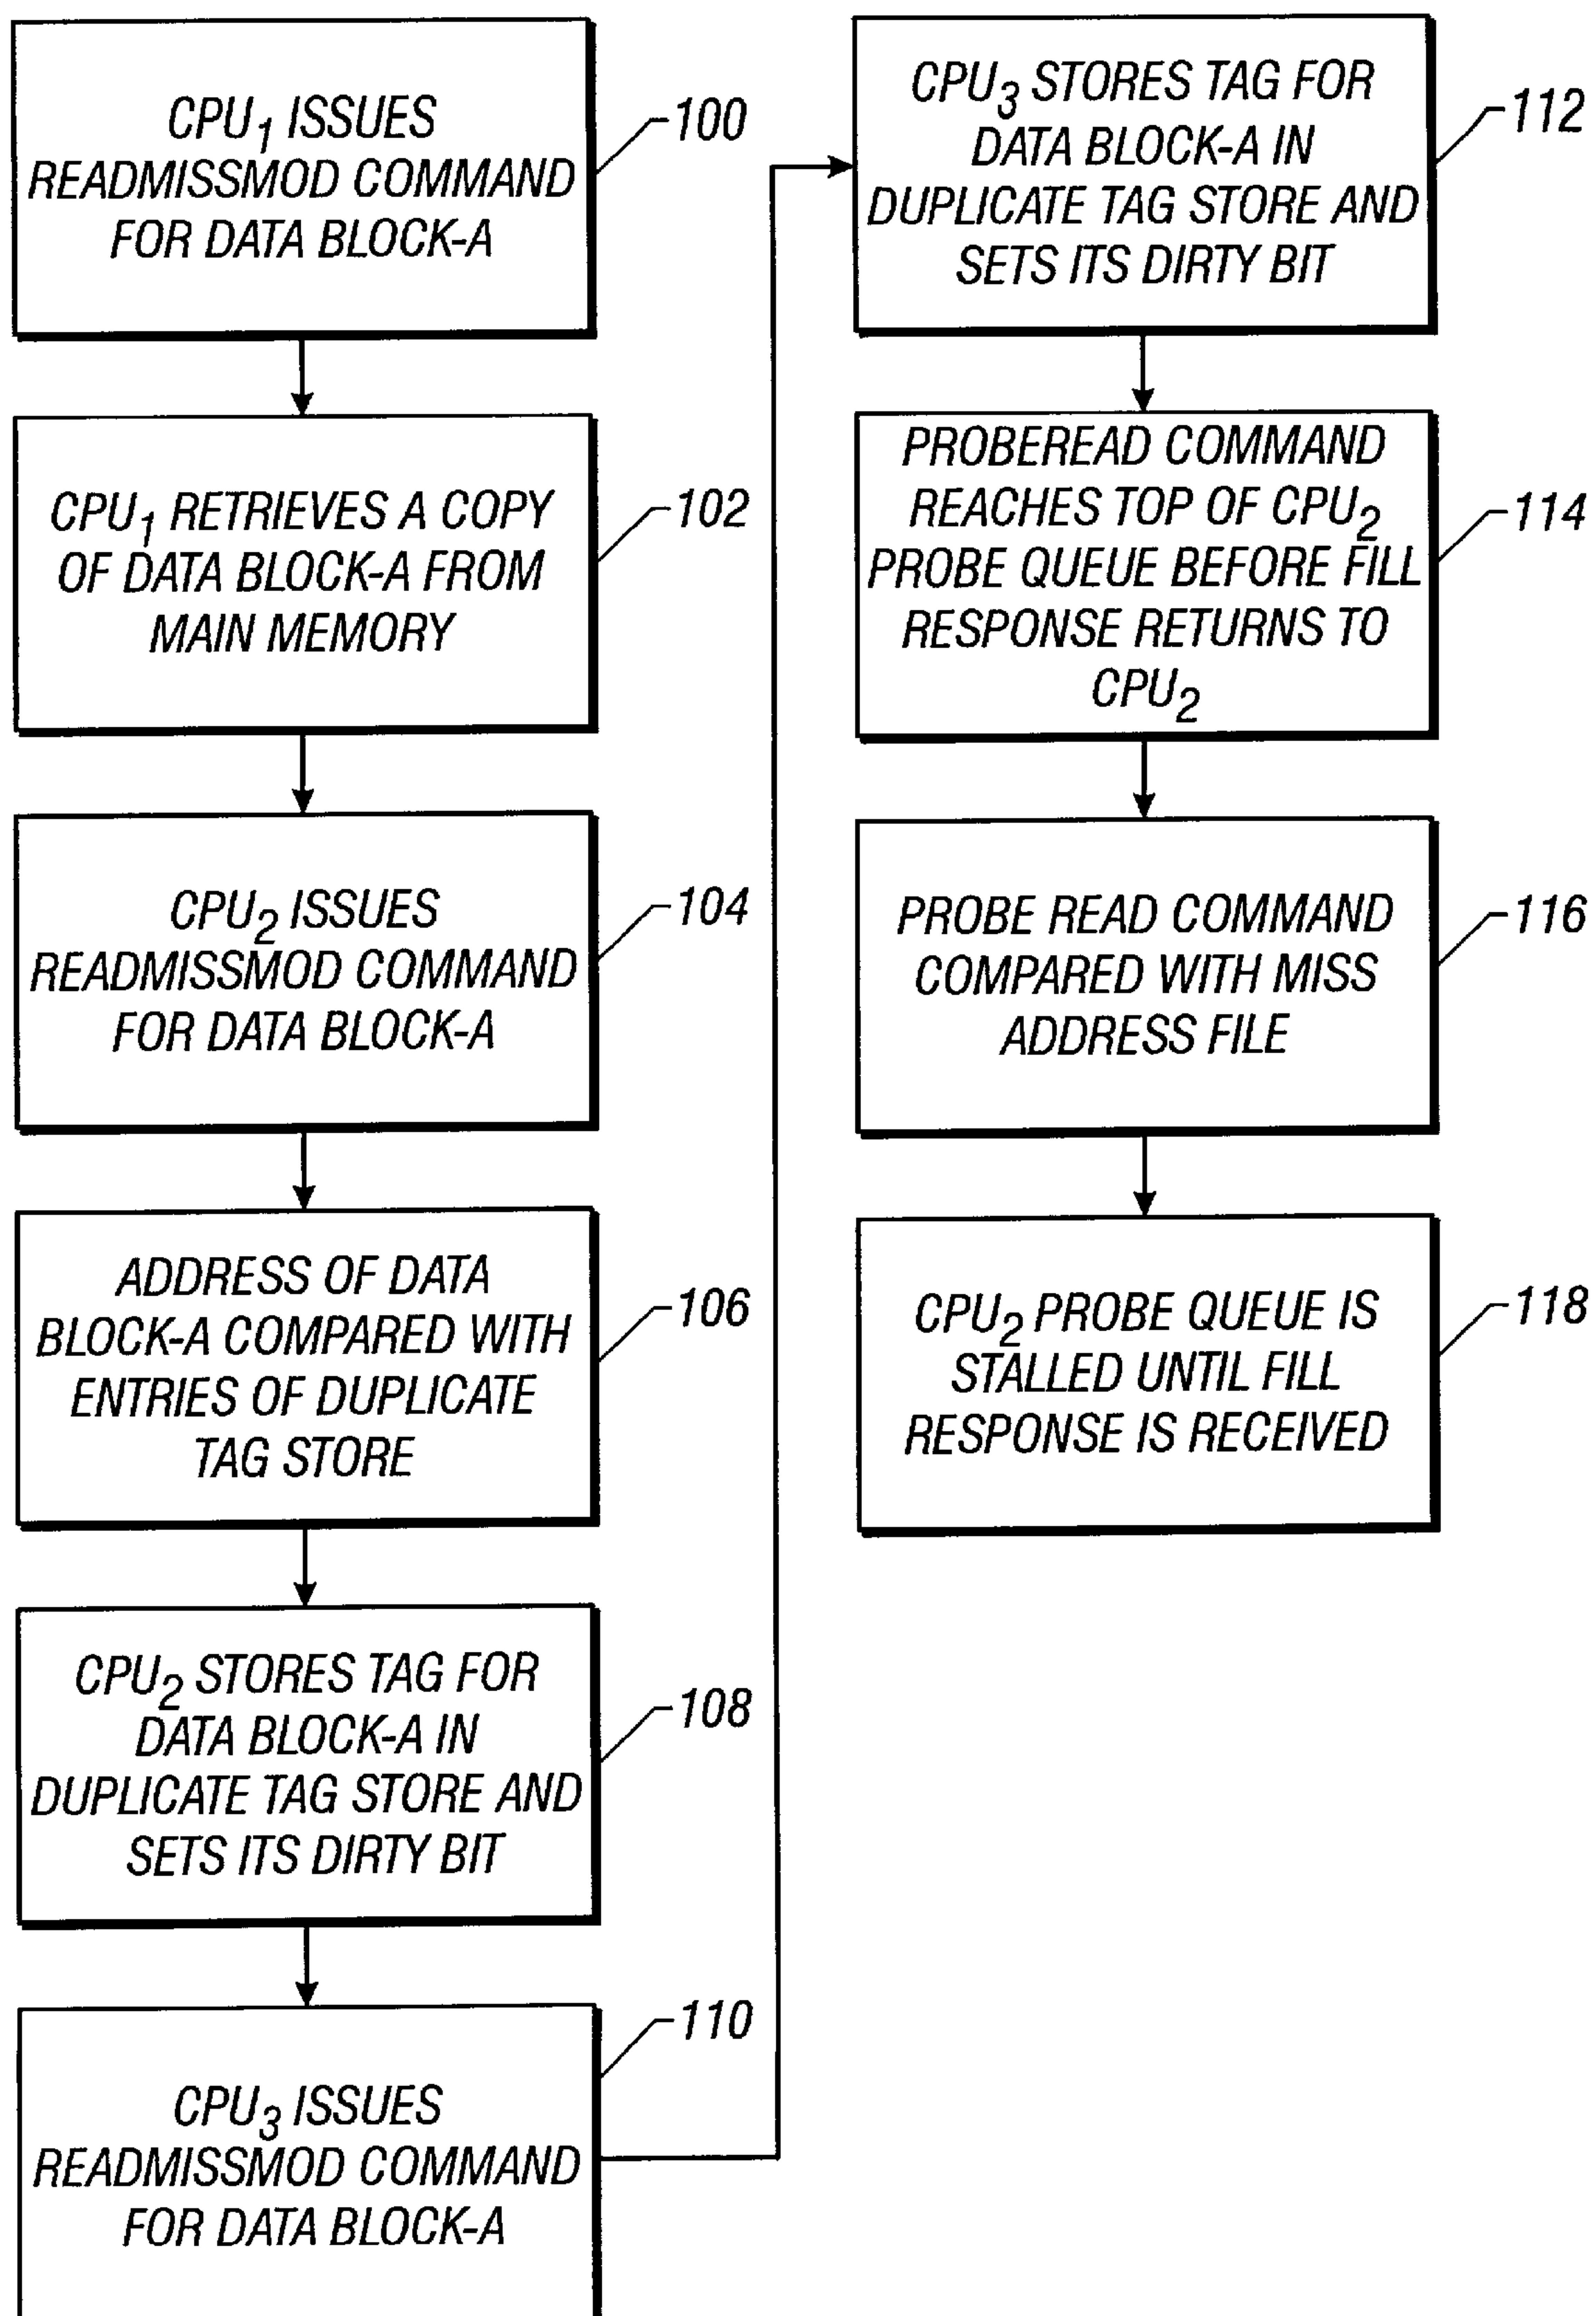 CPU1 ISSUES
READMISSMOD COMMAND
FOR DATA BLOCK-A
100
CPU1 RETRIEVES A COPY
OF DATA BLOCK-A FROM
MAIN MEMORY
102
CPU2 ISSUES
READMISSMOD COMMAND
FOR DATA BLOCK-A
104
ADDRESS OF DATA
BLOCK-A COMPARED WITH
ENTRIES OF DUPLICATE
TAG STORE
106
CPU2 STORES TAG FOR
DATA BLOCK-A IN
DUPLICATE TAG STORE AND
SETS ITS DIRTY BIT
108
CPU3 ISSUES
READMISSMOD COMMAND
FOR DATA BLOCK-A
110
CPU3 STORES TAG FOR
DATA BLOCK-A IN
DUPLICATE TAG STORE AND
SETS ITS DIRTY BIT
112
PROBEREAD COMMAND
REACHES TOP OF CPU2
PROBE QUEUE BEFORE FILL
RESPONSE RETURNS TO
CPU2
114
PROBE READ COMMAND
COMPARED WITH MISS
ADDRESS FILE
116
CPU2 PROBE QUEUE IS
STALLED UNTIL FILL
RESPONSE IS RECEIVED
118